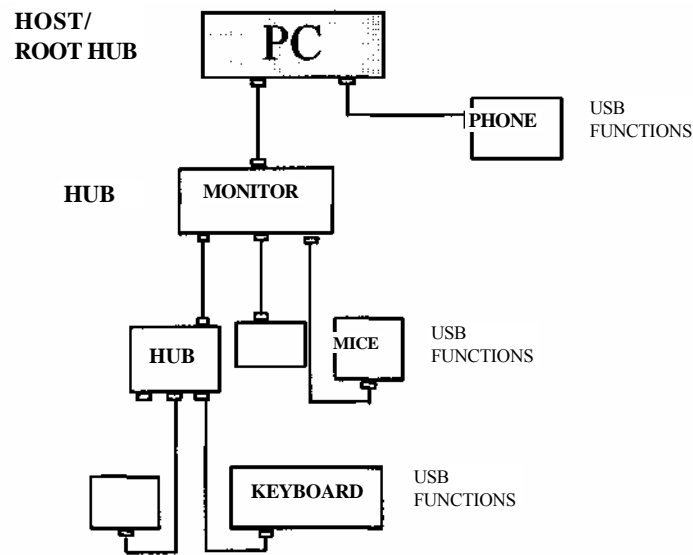 HOST/
ROOT HUB
PC
PHONE
USB
FUNCTIONS
HUB
MONITOR
HUB
MICE
USB
FUNCTIONS
KEYBOARD
USB
FUNCTIONS